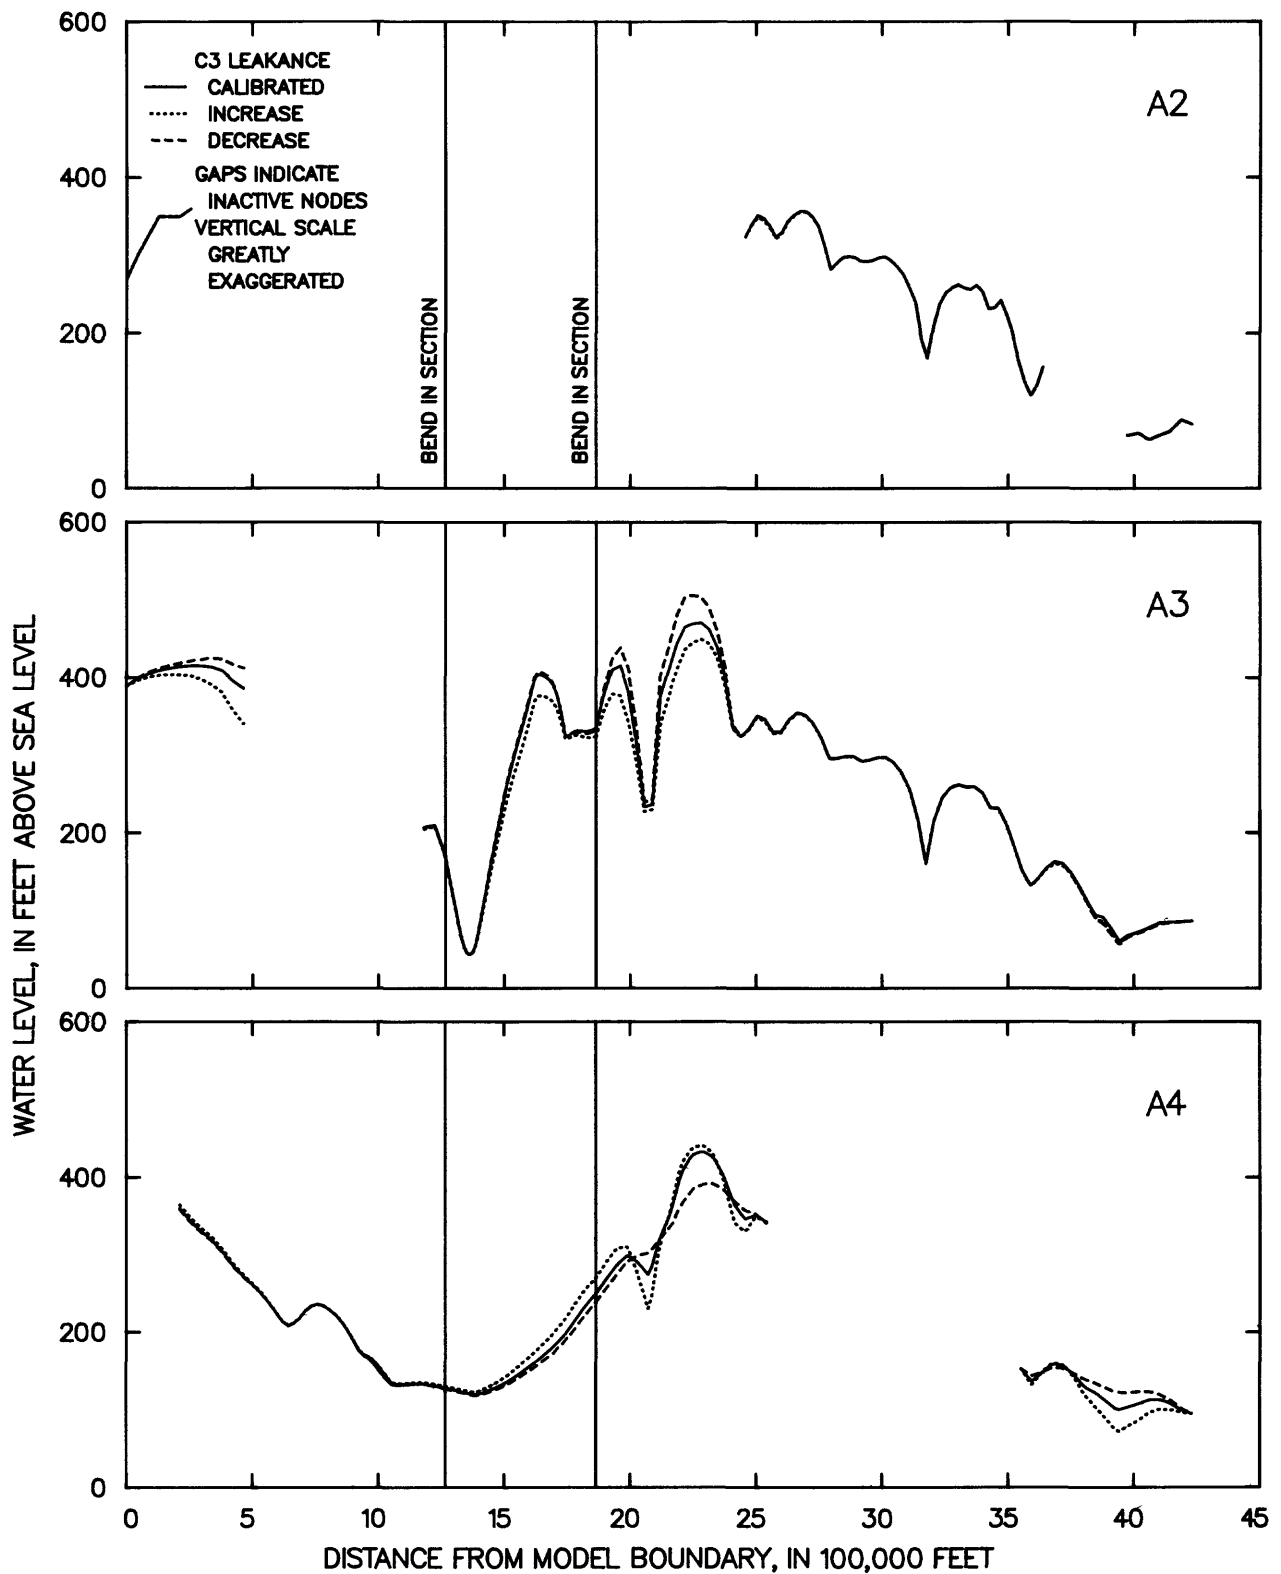 600
C3 LEAKANCE
CALIBRATED
INCREASE
DECREASE
GAPS INDICATE
INACTIVE NODES
VERTICAL SCALE
GREATLY
EXAGGERATED
A2
400
200
0
BEND IN SECTION
BEND IN SECTION
600
A3
400
200
0
WATER LEVEL, IN FEET ABOVE SEA LEVEL
600
A4
400
200
0
0 5 10 15 20 25 30 35 40 45
DISTANCE FROM MODEL BOUNDARY, IN 100,000 FEET